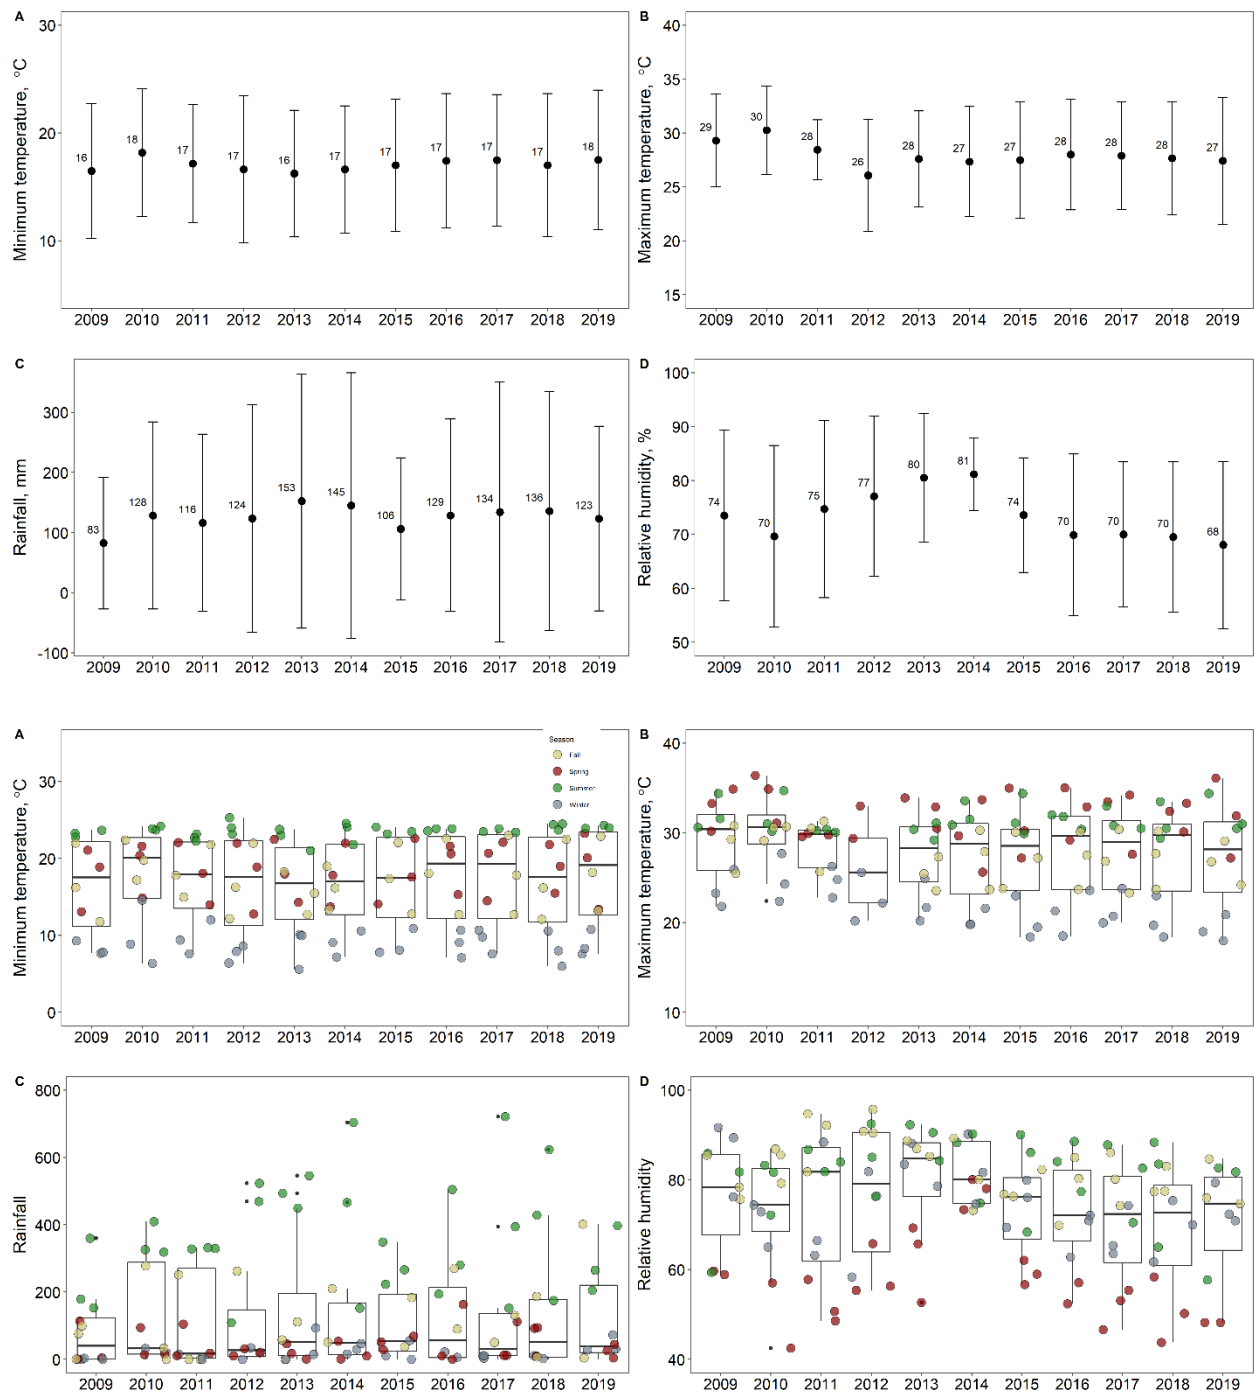 A
Minimum temperature, °C
30
20
10
16
18
17
17
16
17
17
17
17
17
18
2009 2010 2011 2012 2013 2014 2015 2016 2017 2018 2019
B
Maximum temperature, °C
40
35
30
25
20
15
29
30
28
26
28
27
27
28
28
28
27
2009 2010 2011 2012 2013 2014 2015 2016 2017 2018 2019
C
Rainfall, mm
300
200
100
0
-100
83
128
116
124
153
145
106
129
134
136
123
2009 2010 2011 2012 2013 2014 2015 2016 2017 2018 2019
D
Relative humidity, %
100
90
80
70
60
50
74
70
75
77
80
81
74
70
70
70
68
2009 2010 2011 2012 2013 2014 2015 2016 2017 2018 2019
A
Minimum temperature, °C
30
20
10
0
Season
Fall
Spring
Summer
Winter
2009 2010 2011 2012 2013 2014 2015 2016 2017 2018 2019
B
Maximum temperature, °C
40
30
20
10
2009 2010 2011 2012 2013 2014 2015 2016 2017 2018 2019
C
Rainfall
800
600
400
200
0
2009 2010 2011 2012 2013 2014 2015 2016 2017 2018 2019
D
Relative humidity
100
80
60
40
2009 2010 2011 2012 2013 2014 2015 2016 2017 2018 2019